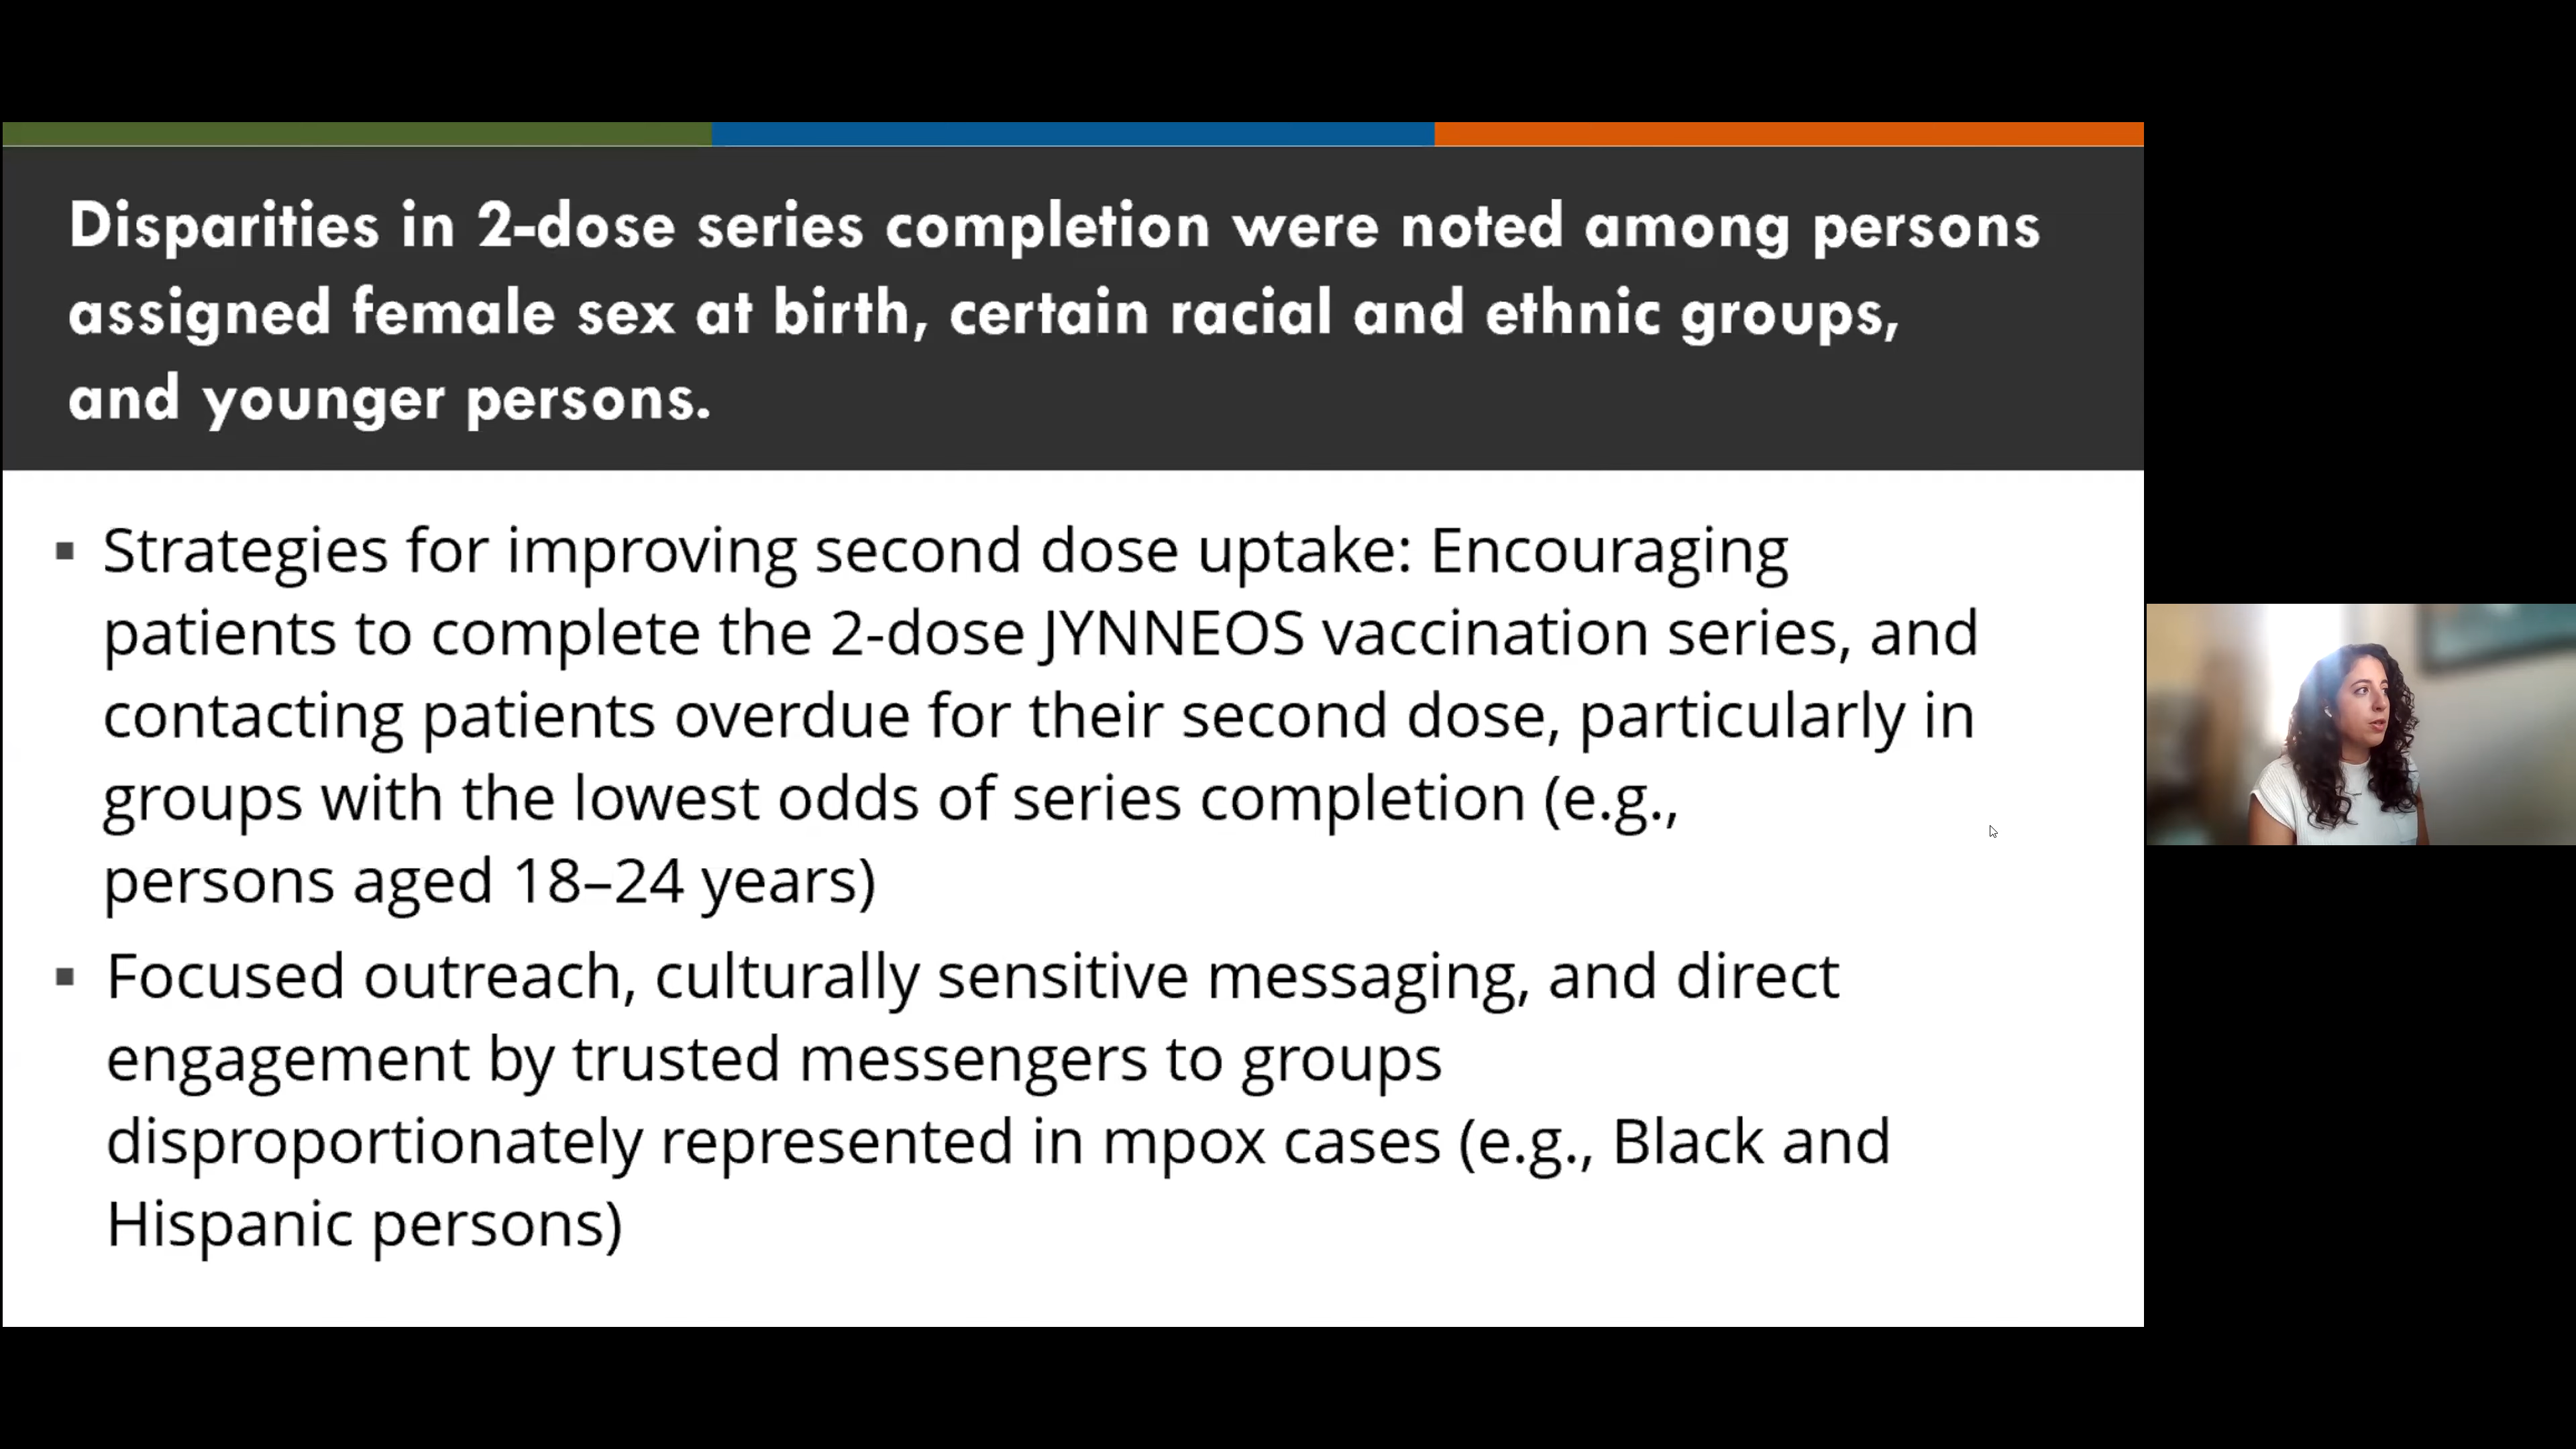 Disparities in 2-dose series completion were noted among persons
assigned female sex at birth, certain racial and ethnic groups,
and younger persons.
▪ Strategies for improving second dose uptake: Encouraging
patients to complete the 2-dose JYNNEOS vaccination series, and
contacting patients overdue for their second dose, particularly in
groups with the lowest odds of series completion (e.g.,
persons aged 18–24 years)
▪ Focused outreach, culturally sensitive messaging, and direct
engagement by trusted messengers to groups
disproportionately represented in mpox cases (e.g., Black and
Hispanic persons)